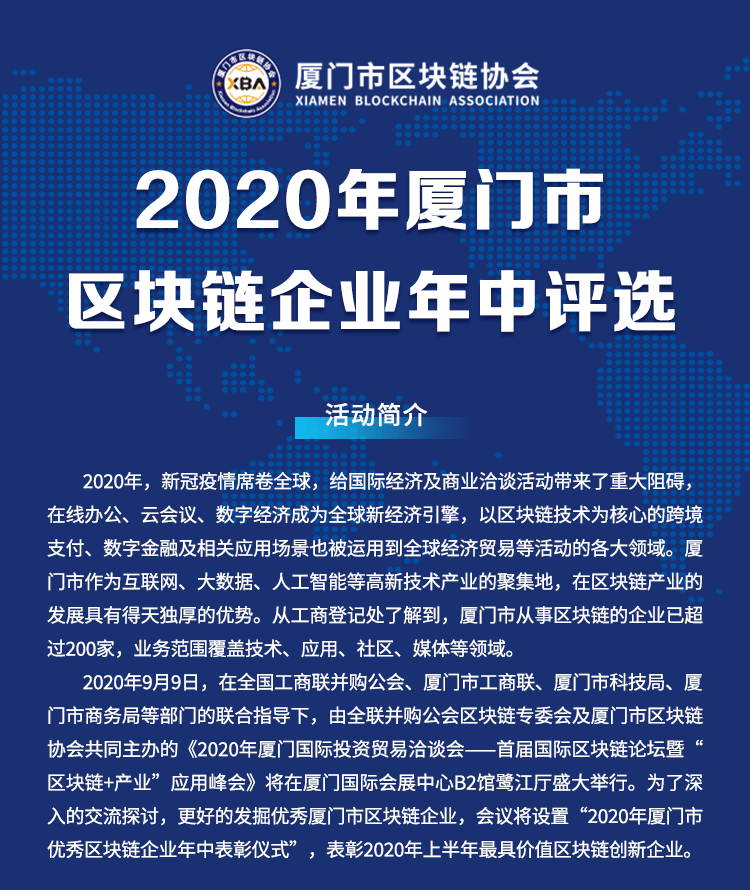 厦门市区块链协会
XBA
Xiamen Blockchain Association
厦门市区块链协会
XIAMEN BLOCKCHAIN ASSOCIATION
2020年厦门市
区块链企业年中评选
活动简介
2020年，新冠疫情席卷全球，给国际经济及商业洽谈活动带来了重大阻碍，
在线办公、云会议、数字经济成为全球新经济引擎，以区块链技术为核心的跨境
支付、数字金融及相关应用场景也被运用到全球经济贸易等活动的各大领域。厦
门市作为互联网、大数据、人工智能等高新技术产业的聚集地，在区块链产业的
发展具有得天独厚的优势。从工商登记处了解到，厦门市从事区块链的企业已超
过200家，业务范围覆盖技术、应用、社区、媒体等领域。
2020年9月9日，在全国工商联并购公会、厦门市工商联、厦门市科技局、厦
门市商务局等部门的联合指导下，由全联并购公会区块链专委会及厦门市区块链
协会共同主办的《2020年厦门国际投资贸易洽谈会——首届国际区块链论坛暨“
区块链+产业”应用峰会》将在厦门国际会展中心B2馆鹭江厅盛大举行。为了深
入的交流探讨，更好的发掘优秀厦门市区块链企业，会议将设置“2020年厦门市
优秀区块链企业年中表彰仪式”，表彰2020年上半年最具价值区块链创新企业。